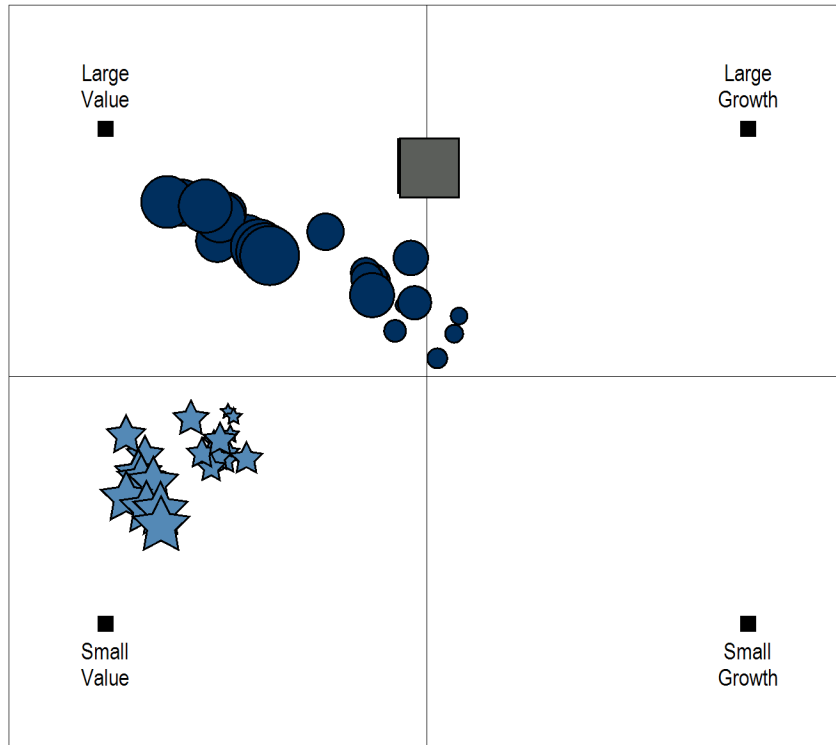 Large
Value
Large
Growth
Small
Value
Small
Growth